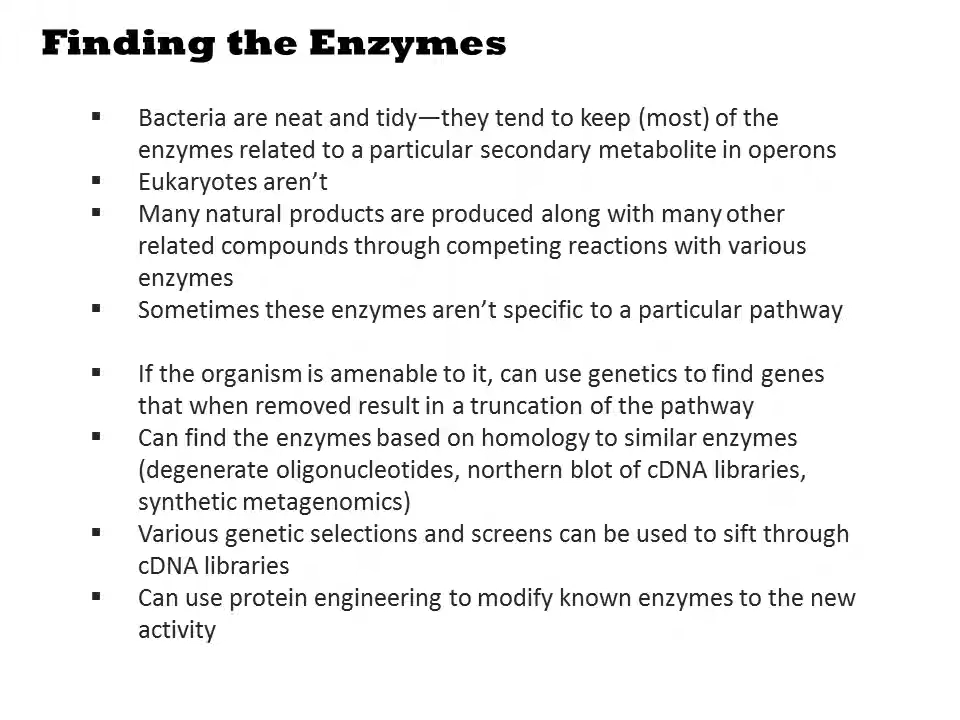 Finding the Enzymes
▪ Bacteria are neat and tidy—they tend to keep (most) of the
enzymes related to a particular secondary metabolite in operons
▪ Eukaryotes aren’t
▪ Many natural products are produced along with many other
related compounds through competing reactions with various
enzymes
▪ Sometimes these enzymes aren’t specific to a particular pathway
▪ If the organism is amenable to it, can use genetics to find genes
that when removed result in a truncation of the pathway
▪ Can find the enzymes based on homology to similar enzymes
(degenerate oligonucleotides, northern blot of cDNA libraries,
synthetic metagenomics)
▪ Various genetic selections and screens can be used to sift through
cDNA libraries
▪ Can use protein engineering to modify known enzymes to the new
activity